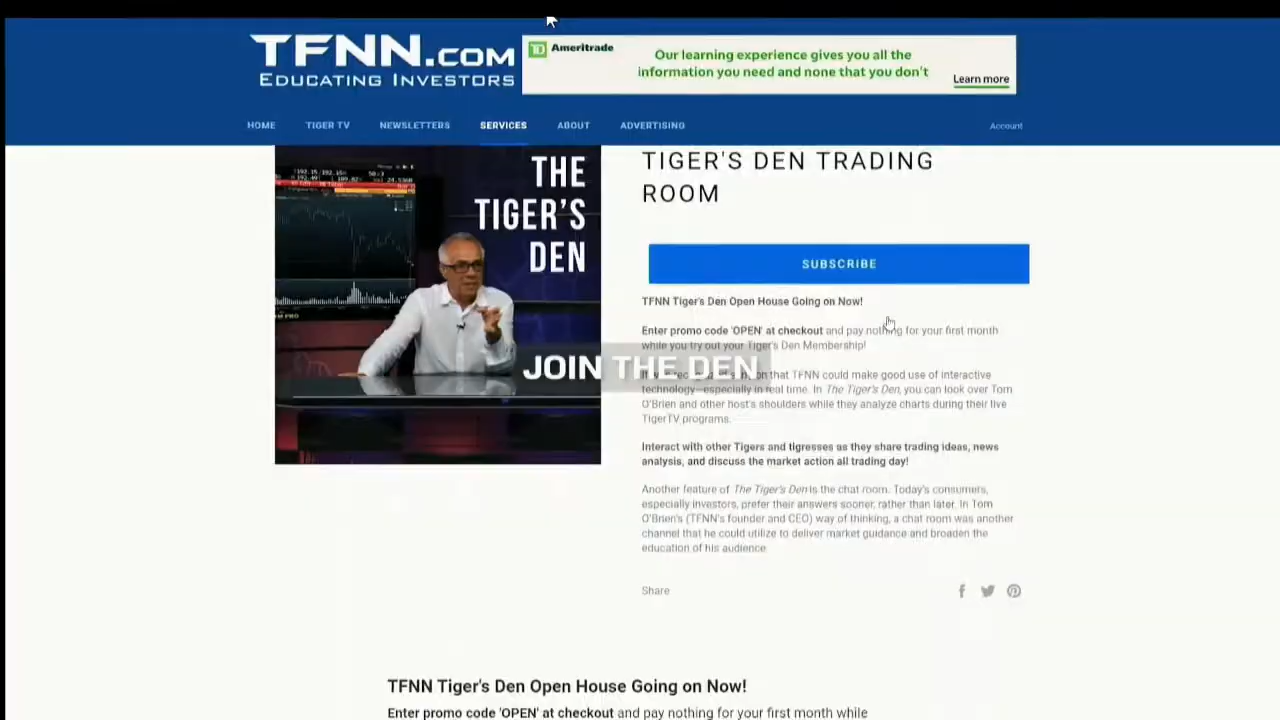 TFNN.COM
EDUCATING INVESTORS
Ameritrade
Our learning experience gives you all the
information you need and none that you don't
Learn more
HOME TIGER TV NEWSLETTERS SERVICES ABOUT ADVERTISING Account
THE
TIGER'S
DEN
TIGER'S DEN TRADING
ROOM
SUBSCRIBE
TFNN Tiger's Den Open House Going on Now!
Enter promo code 'OPEN' at checkout and pay nothing for your first month
while you try out your Tiger's Den Membership!
JOIN THE DEN
that TFNN could make good use of interactive
technology—especially in real time. In The Tiger's Den, you can look over Tom
O'Brien and other host's shoulders while they analyze charts during their live
TigerTV programs.
Interact with other Tigers and tigresses as they share trading ideas, news
analysis, and discuss the market action all trading day!
Another feature of The Tiger's Den is the chat room. Today's consumers,
especially investors, prefer their answers sooner, rather than later. In Tom
O'Brien's (TFNN's founder and CEO) way of thinking, a chat room was another
channel that he could utilize to deliver market guidance and broaden the
education of his audience
Share
TFNN Tiger's Den Open House Going on Now!
Enter promo code 'OPEN' at checkout and pay nothing for your first month while